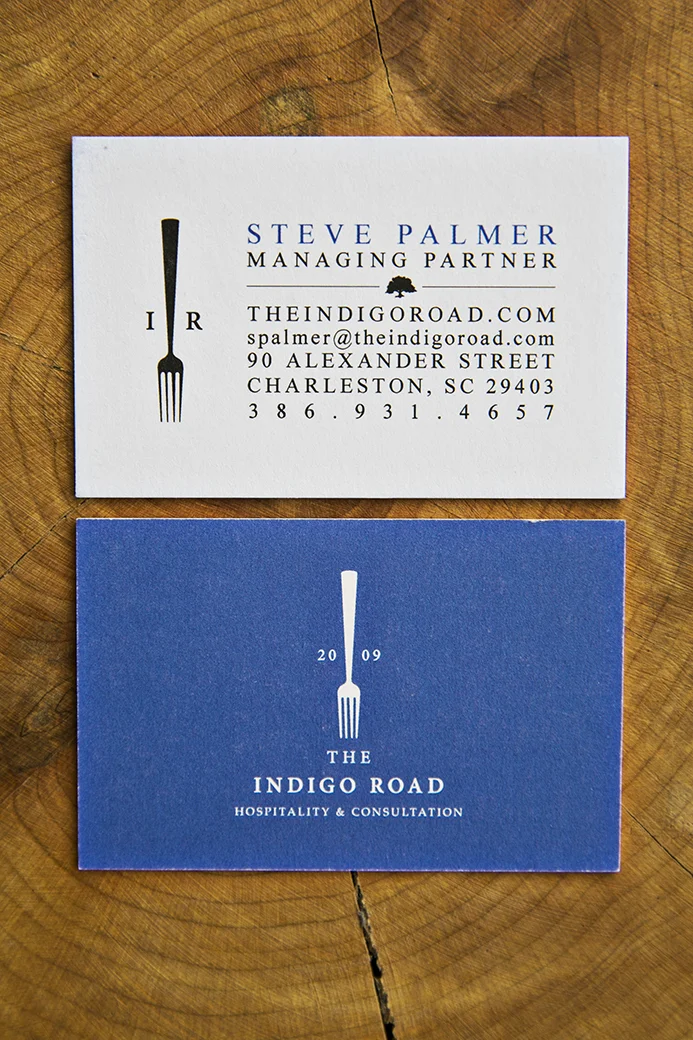 I R
STEVE PALMER
MANAGING PARTNER
THEINDIGOROAD.COM
spalmer@theindigoroad.com
90 ALEXANDER STREET
CHARLESTON, SC 29403
386.931.4657
20 09
THE
INDIGO ROAD
HOSPITALITY & CONSULTATION